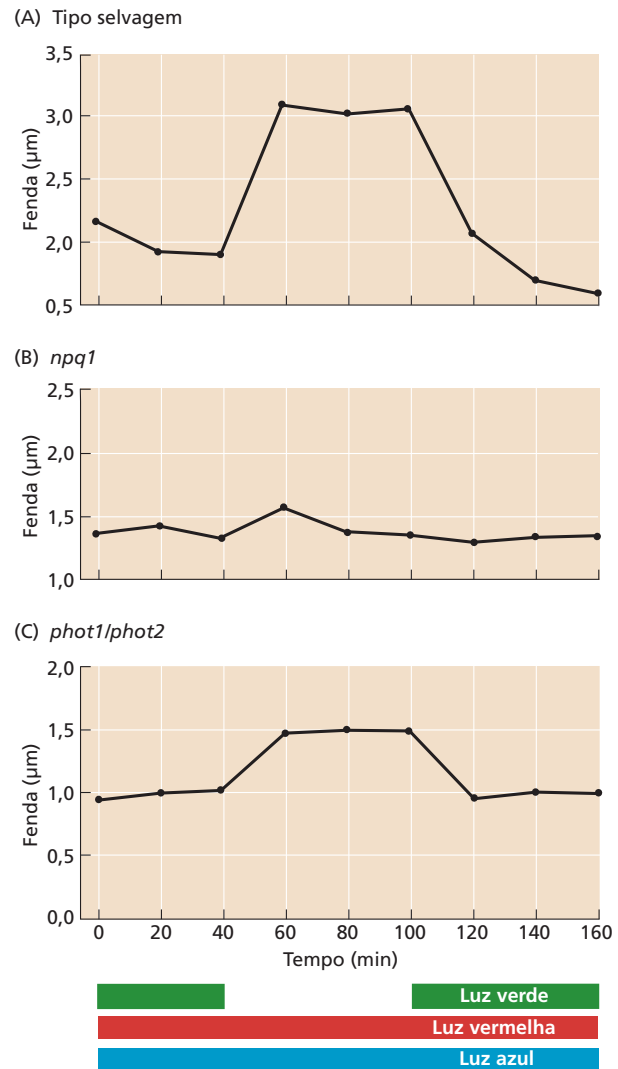 (A) Tipo selvagem
3,5
3,0
2,5
2,0
0,5
Fenda (µm)
(B) npq1
2,5
2,0
1,5
1,0
Fenda (µm)
(C) phot1/phot2
2,0
1,5
1,0
0,5
0,0
Fenda (µm)
0 20 40 60 80 100 120 140 160
Tempo (min)
Luz verde
Luz vermelha
Luz azul